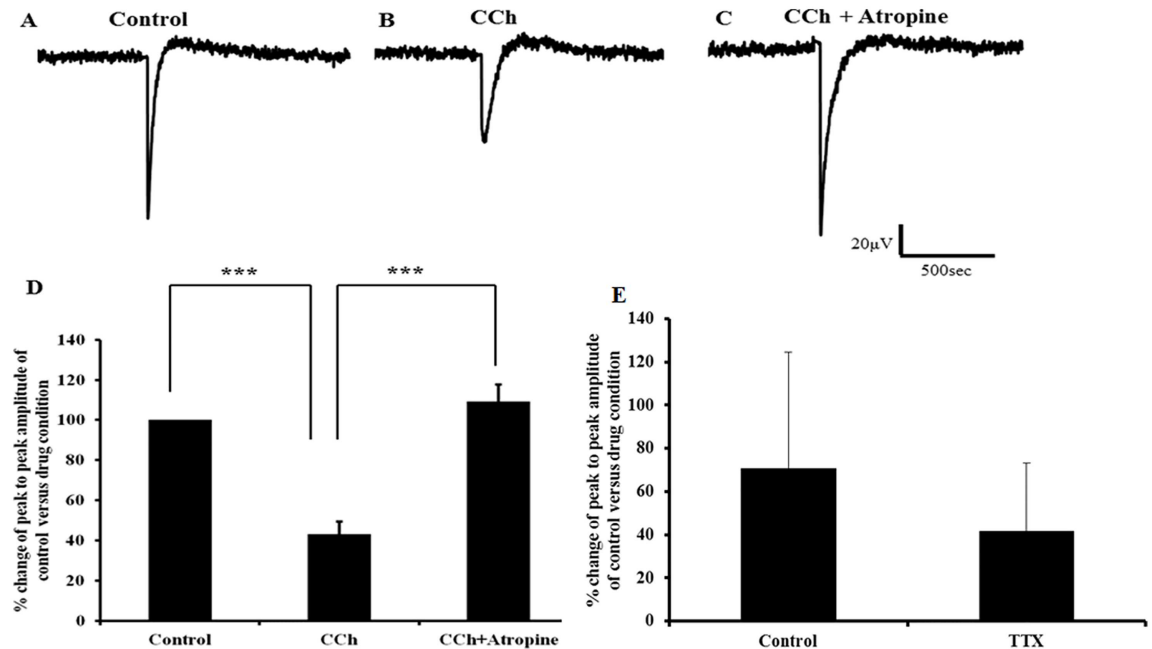 A
Control
B
CCh
C
CCh + Atropine
20µV
500sec
D
***
***
% change of peak to peak amplitude of
control versus drug condition
140
120
100
80
60
40
20
0
Control
CCh
CCh+Atropine
E
% change of peak to peak amplitude
of control versus drug condition
140
120
100
80
60
40
20
0
Control
TTX